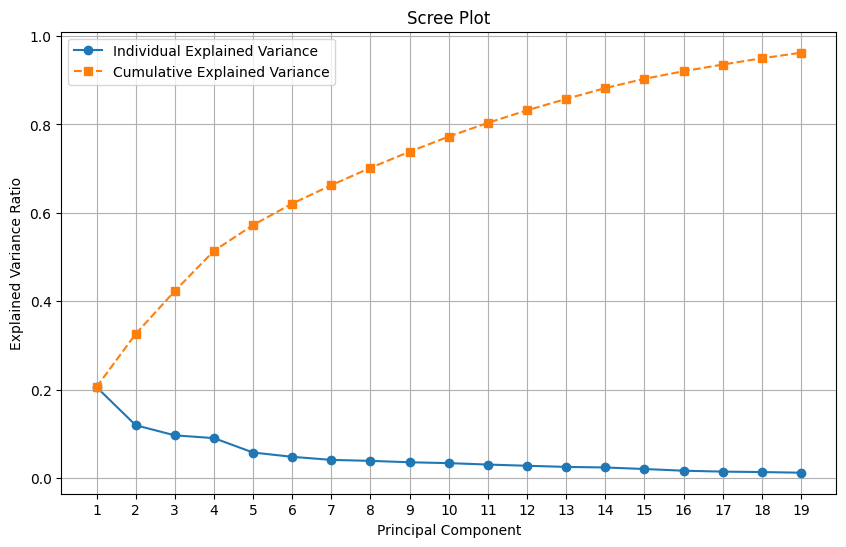 Scree Plot
Individual Explained Variance
Cumulative Explained Variance
Explained Variance Ratio
1.0
0.8
0.6
0.4
0.2
0.0
1 2 3 4 5 6 7 8 9 10 11 12 13 14 15 16 17 18 19
Principal Component